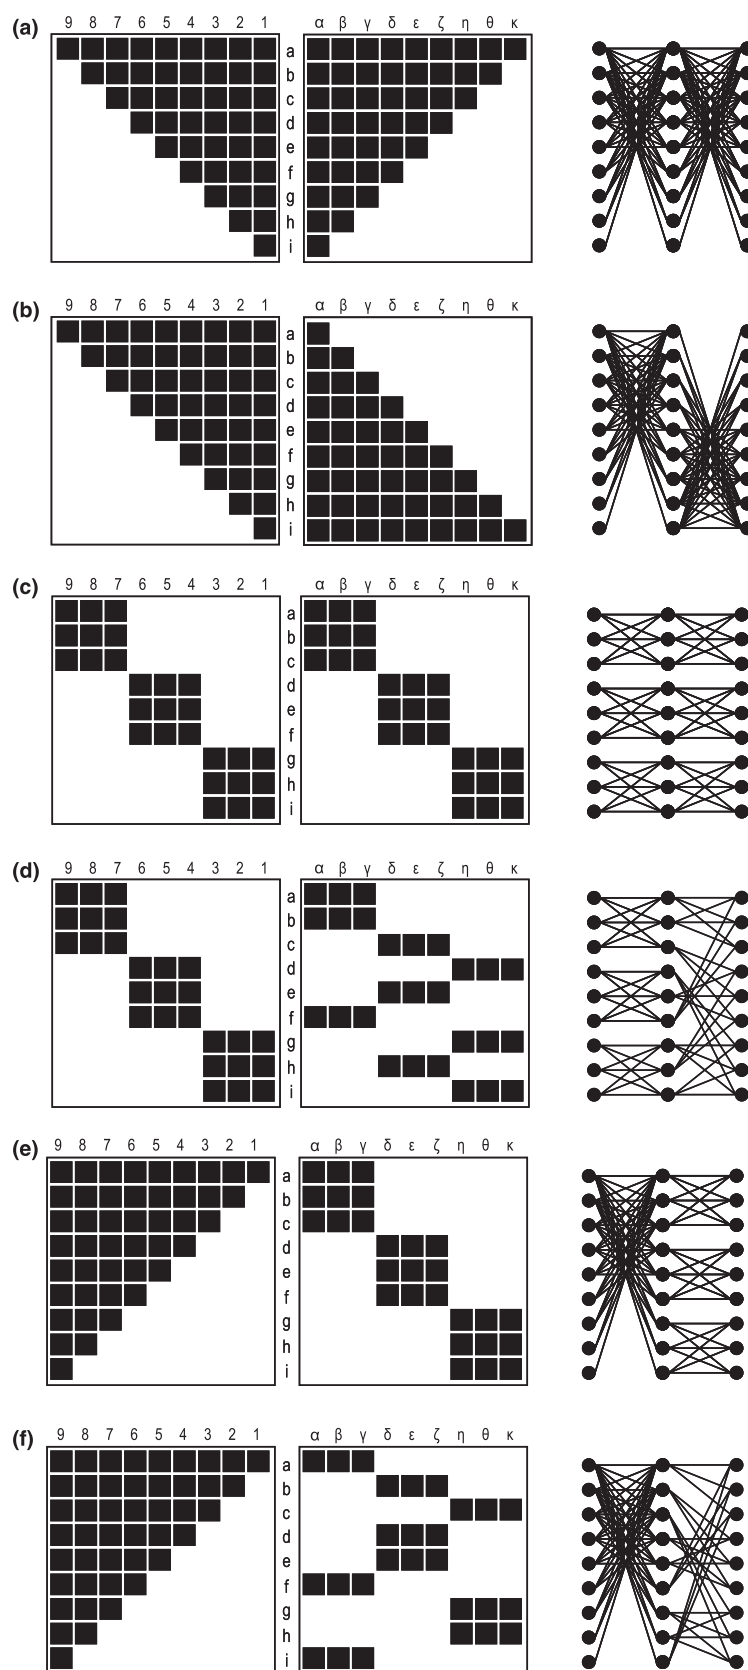 (a) 9 8 7 6 5 4 3 2 1 α β γ δ ε ζ η θ κ
a
b
c
d
e
f
g
h
i
(b) 9 8 7 6 5 4 3 2 1 α β γ δ ε ζ η θ κ
a
b
c
d
e
f
g
h
i
(c) 9 8 7 6 5 4 3 2 1 α β γ δ ε ζ η θ κ
a
b
c
d
e
f
g
h
i
(d) 9 8 7 6 5 4 3 2 1 α β γ δ ε ζ η θ κ
a
b
c
d
e
f
g
h
i
(e) 9 8 7 6 5 4 3 2 1 α β γ δ ε ζ η θ κ
a
b
c
d
e
f
g
h
i
(f) 9 8 7 6 5 4 3 2 1 α β γ δ ε ζ η θ κ
a
b
c
d
e
f
g
h
i